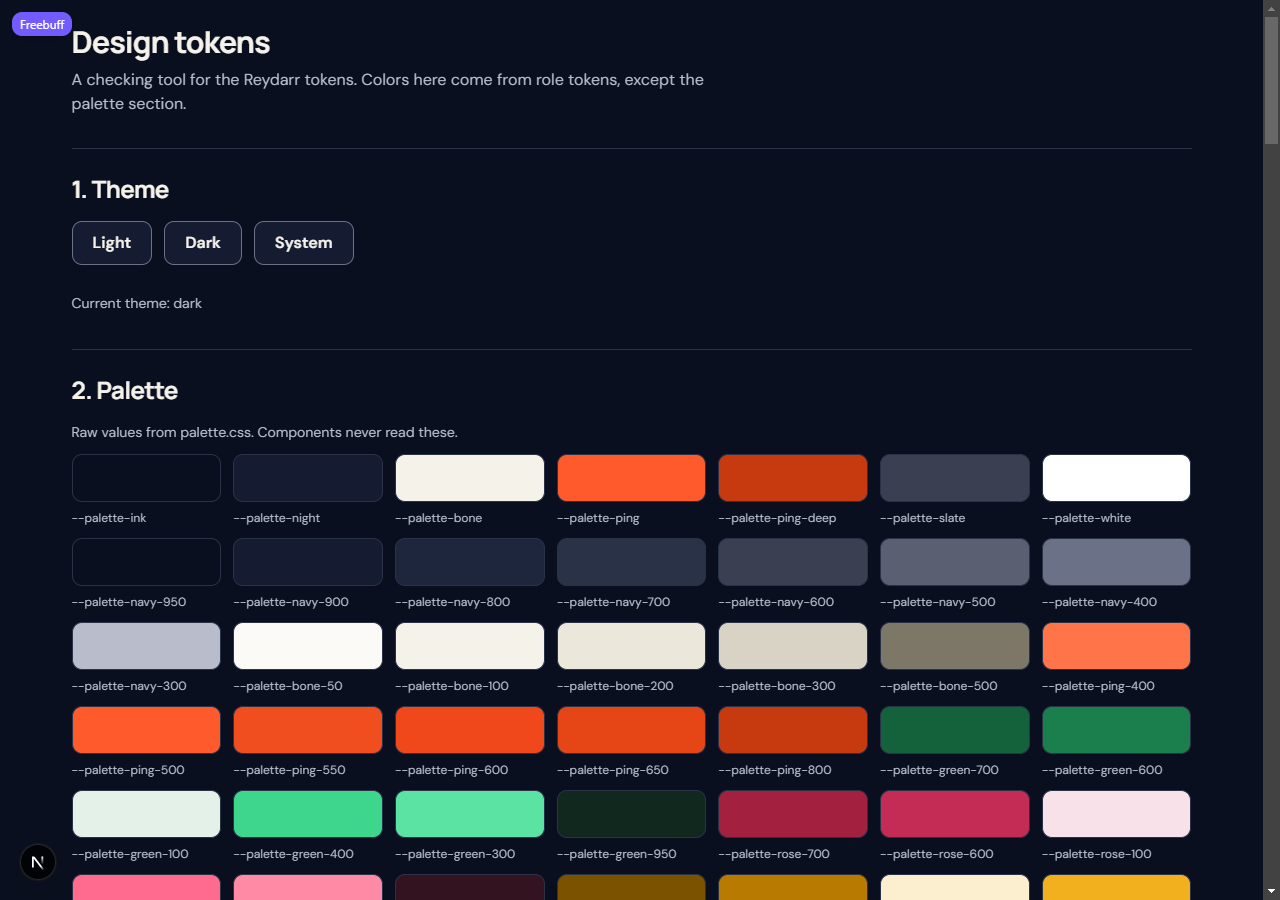 Freebuff
Design tokens
A checking tool for the Reydarr tokens. Colors here come from role tokens, except the
palette section.
1. Theme
Light Dark System
Current theme: dark
2. Palette
Raw values from palette.css. Components never read these.
--palette-ink --palette-night --palette-bone --palette-ping --palette-ping-deep --palette-slate --palette-white
--palette-navy-950 --palette-navy-900 --palette-navy-800 --palette-navy-700 --palette-navy-600 --palette-navy-500 --palette-navy-400
--palette-navy-300 --palette-bone-50 --palette-bone-100 --palette-bone-200 --palette-bone-300 --palette-bone-500 --palette-ping-400
--palette-ping-500 --palette-ping-550 --palette-ping-600 --palette-ping-650 --palette-ping-800 --palette-green-700 --palette-green-600
--palette-green-100 --palette-green-400 --palette-green-300 --palette-green-950 --palette-rose-700 --palette-rose-600 --palette-rose-100
N